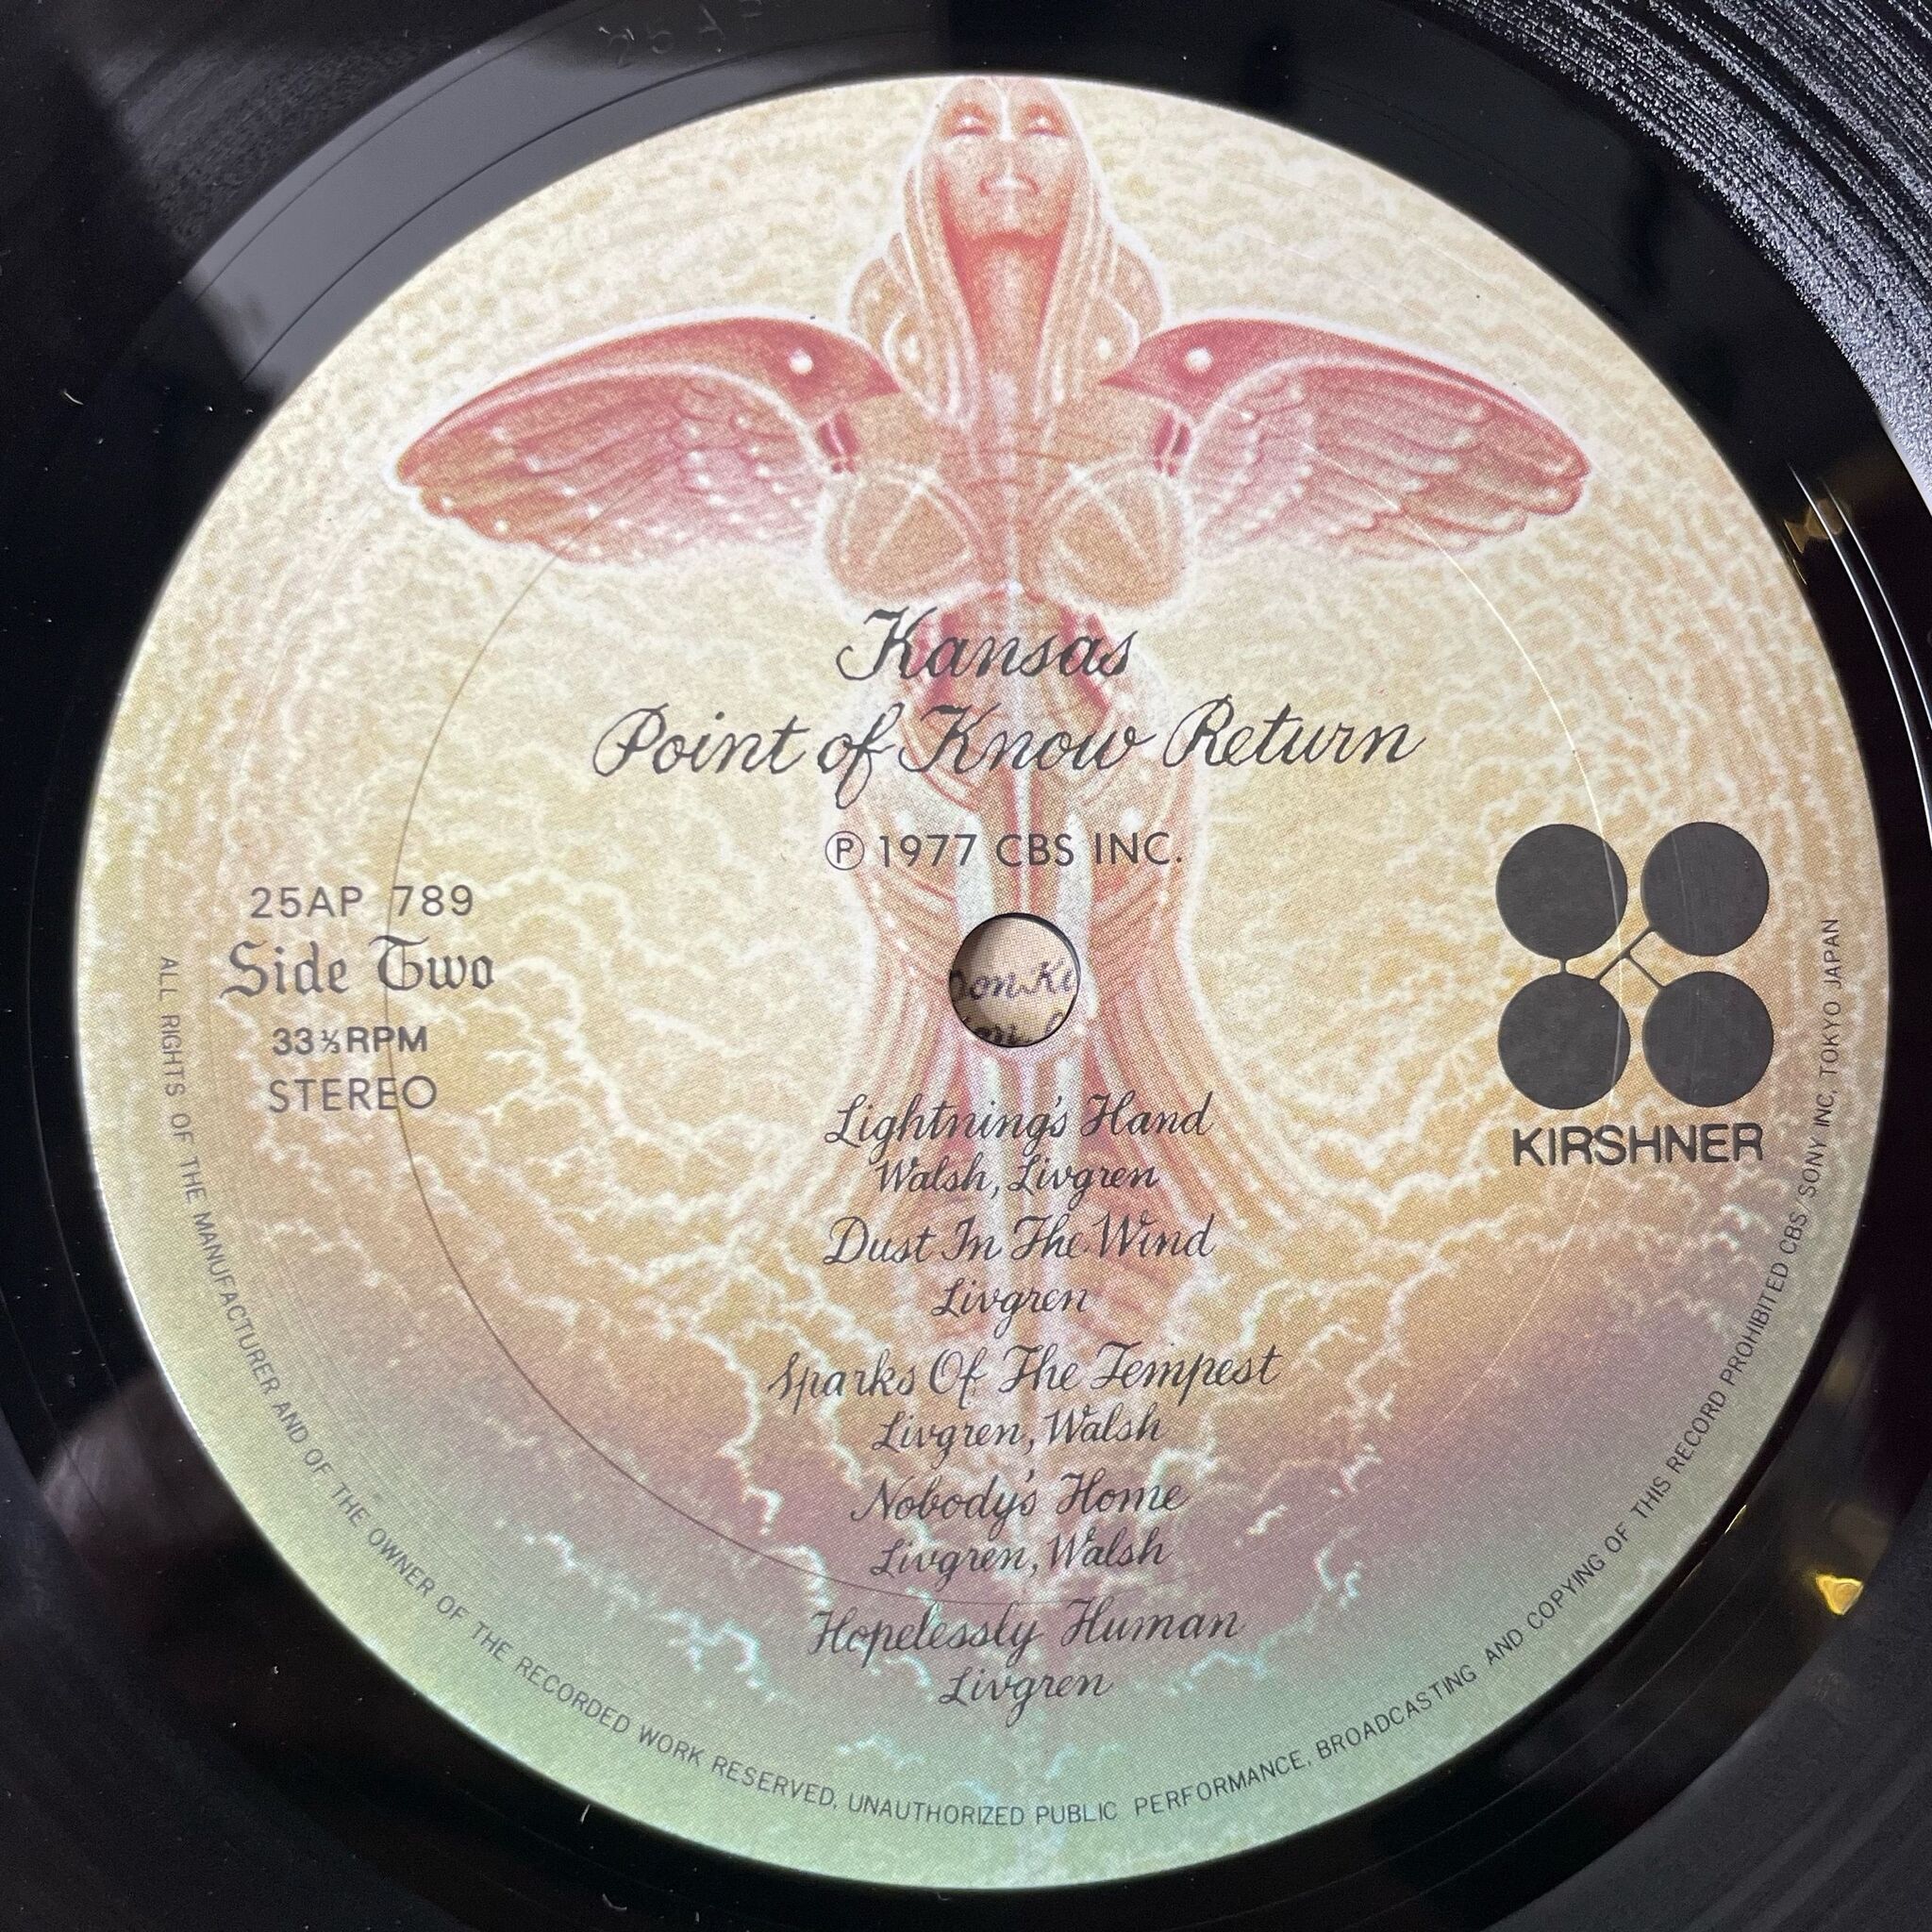 Kansas
Point of Know Return
Ⓟ 1977 CBS INC.
25AP 789
Side Two
33⅓RPM
STEREO
KIRSHNER
Lightning's Hand
Walsh, Livgren
Dust In The Wind
Livgren
Sparks Of The Tempest
Livgren, Walsh
Nobody's Home
Livgren, Walsh
Hopelessly Human
Livgren
ALL RIGHTS OF THE MANUFACTURER AND OF THE OWNER OF THE RECORDED WORK RESERVED, UNAUTHORIZED PUBLIC PERFORMANCE, BROADCASTING AND COPYING OF THIS RECORD PROHIBITED CBS/SONY INC, TOKYO JAPAN